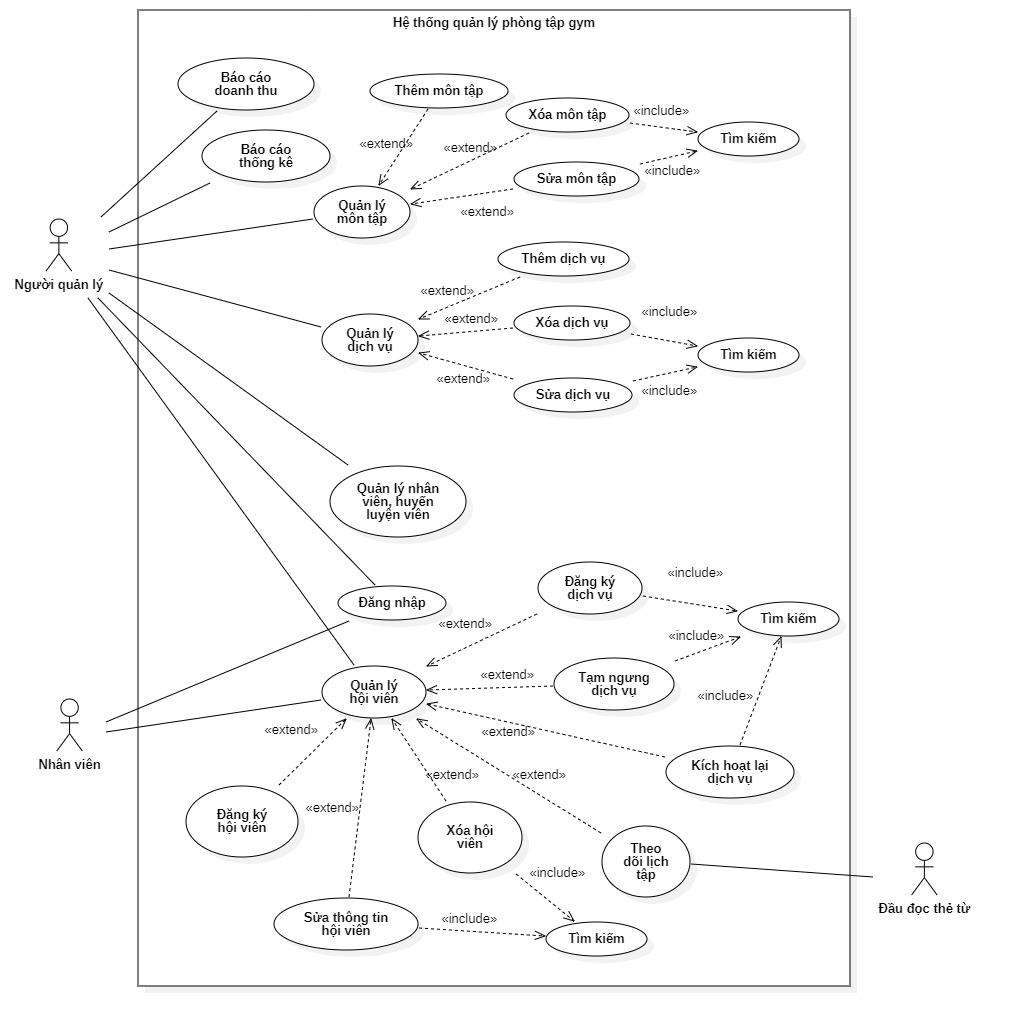 Hệ thống quản lý phòng tập gym
Báo cáo
doanh thu
Thêm môn tập
Xóa môn tập
«include»
Tìm kiếm
«extend»
«extend»
Báo cáo
thống kê
Sửa môn tập
«include»
Quản lý
môn tập
«extend»
Người quản lý
Thêm dịch vụ
«extend»
Xóa dịch vụ
«include»
«extend»
Quản lý
dịch vụ
Tìm kiếm
«extend»
Sửa dịch vụ
«include»
Quản lý nhân
viên, huyấn
luyện viên
Đăng nhập
Đăng ký
dịch vụ
«include»
Tìm kiếm
«extend»
«include»
Quản lý
hội viên
«extend»
Tạm ngưng
dịch vụ
«include»
Nhân viên
«extend»
«extend»
Kích hoạt lại
dịch vụ
«extend»
«extend»
«extend»
Đăng ký
hội viên
Xóa hội
viên
Theo
dõi lịch
tập
«include»
Đầu đọc thẻ từ
Sửa thông tin
hội viên
«include»
Tìm kiếm